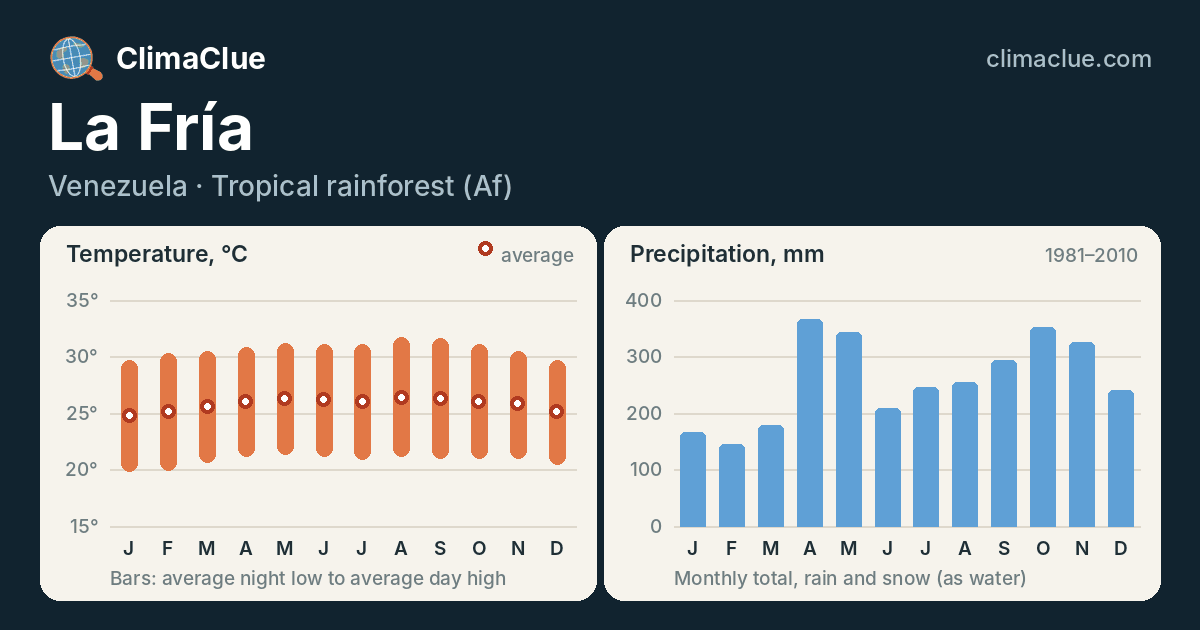 ClimaClue
climaclue.com
La Fría
Venezuela · Tropical rainforest (Af)
Temperature, °C
average
35°
30°
25°
20°
15°
J F M A M J J A S O N D
Bars: average night low to average day high
Precipitation, mm
1981–2010
400
300
200
100
0
J F M A M J J A S O N D
Monthly total, rain and snow (as water)